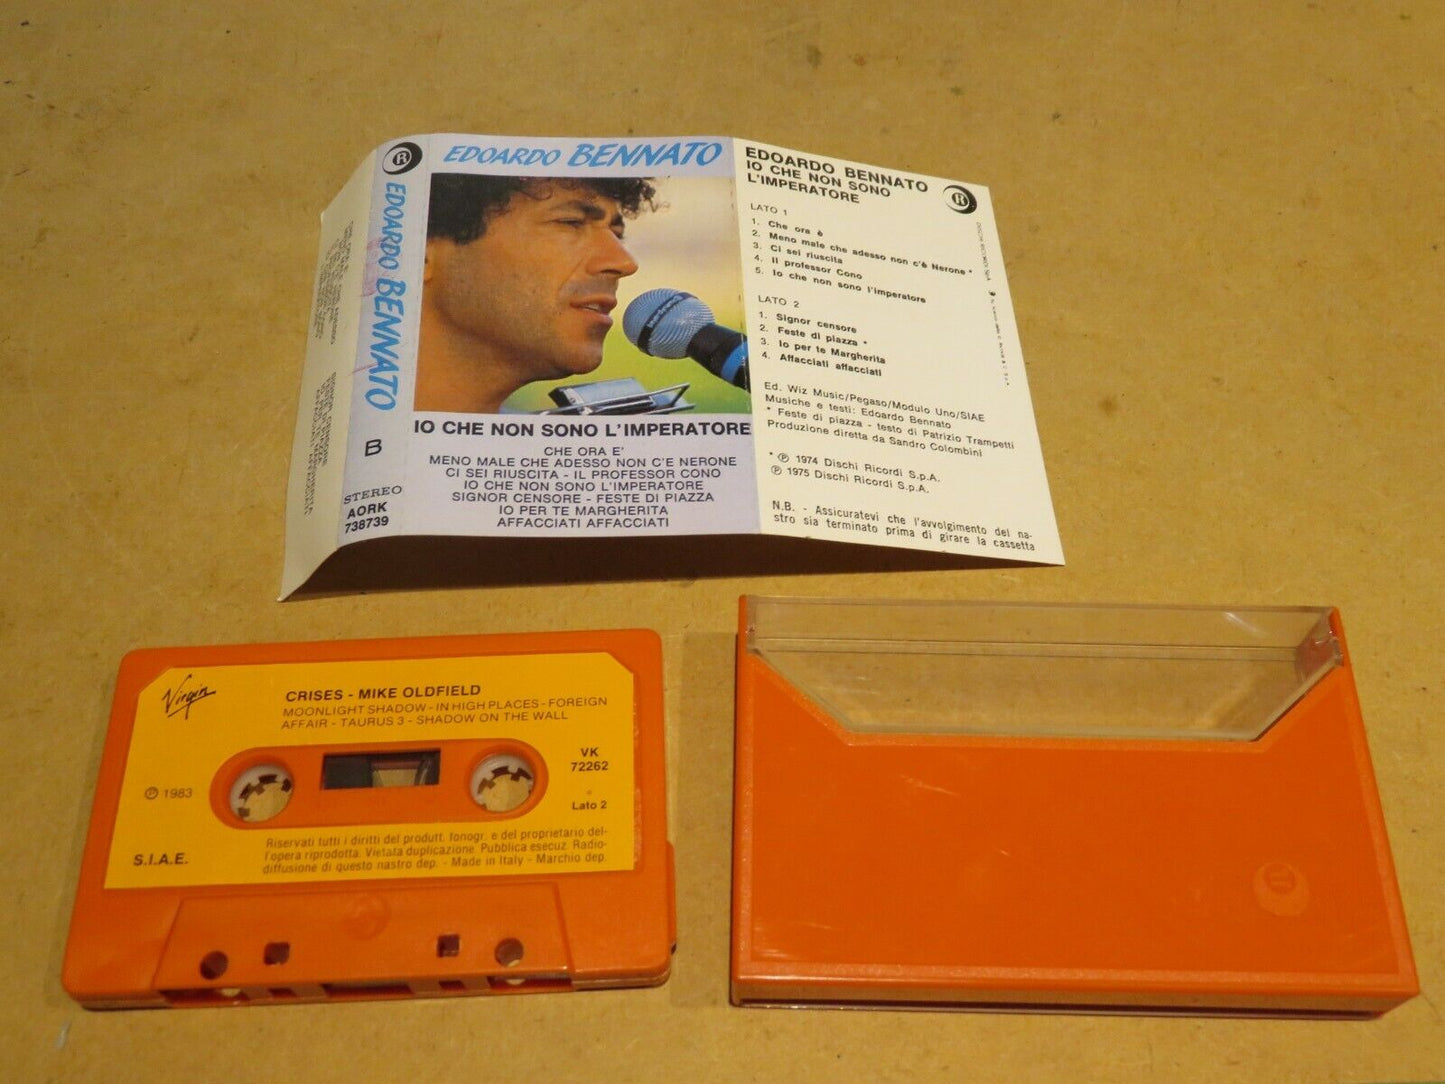 EDOARDO BENNATO
IO CHE NON SONO L'IMPERATORE
CHE ORA E'
MENO MALE CHE ADESSO NON C'E NERONE
CI SEI RIUSCITA - IL PROFESSOR CONO
IO CHE NON SONO L'IMPERATORE
SIGNOR CENSORE - FESTE DI PIAZZA
IO PER TE MARGHERITA
AFFACCIATI AFFACCIATI
R
EDOARDO BENNATO
B
STEREO
AORK
738739
EDOARDO BENNATO
IO CHE NON SONO
L'IMPERATORE
R
LATO 1
1. Che ora è
2. Meno male che adesso non c'è Nerone *
3. Ci sei riuscita
4. Il professor Cono
5. Io che non sono l'imperatore
LATO 2
1. Signor censore
2. Feste di piazza *
3. Io per te Margherita
4. Affacciati affacciati
Ed. Wiz Music/Pegaso/Modulo Uno/SIAE
Musiche e testi: Edoardo Bennato
* Feste di piazza - testo di Patrizio Trampetti
Produzione diretta da Sandro Colombini
* ℗ 1974 Dischi Ricordi S.p.A.
℗ 1975 Dischi Ricordi S.p.A.
N.B. - Assicuratevi che l'avvolgimento del na-
stro sia terminato prima di girare la cassetta
DISCHI RICORDI SpA
Virgin
CRISES - MIKE OLDFIELD
MOONLIGHT SHADOW - IN HIGH PLACES - FOREIGN
AFFAIR - TAURUS 3 - SHADOW ON THE WALL
VK
72262
℗ 1983
Lato 2
S.I.A.E.
Riservati tutti i diritti del produtt. fonogr. e del proprietario del-
l'opera riprodotta. Vietata duplicazione. Pubblica esecuz. Radio-
diffusione di questo nastro dep. - Made in Italy - Marchio dep.